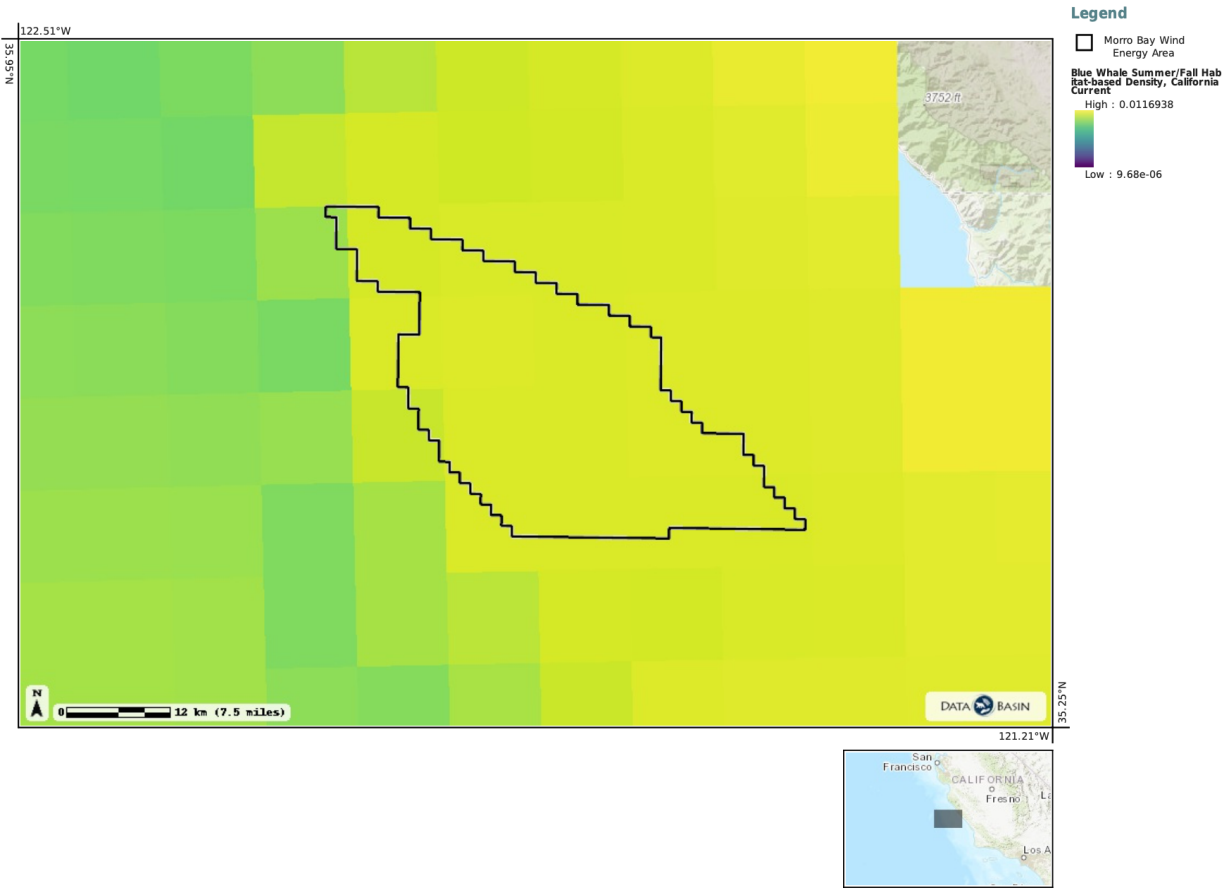 122.51°W
35.95°N
3752 ft
N
0 12 km (7.5 miles)
DATA BASIN
35.25°N
121.21°W
Legend
Morro Bay Wind
Energy Area
Blue Whale Summer/Fall Hab
itat-based Density, California
Current
High : 0.0116938
Low : 9.68e-06
San
Francisco
CALIFORNIA
Fresno
Los A